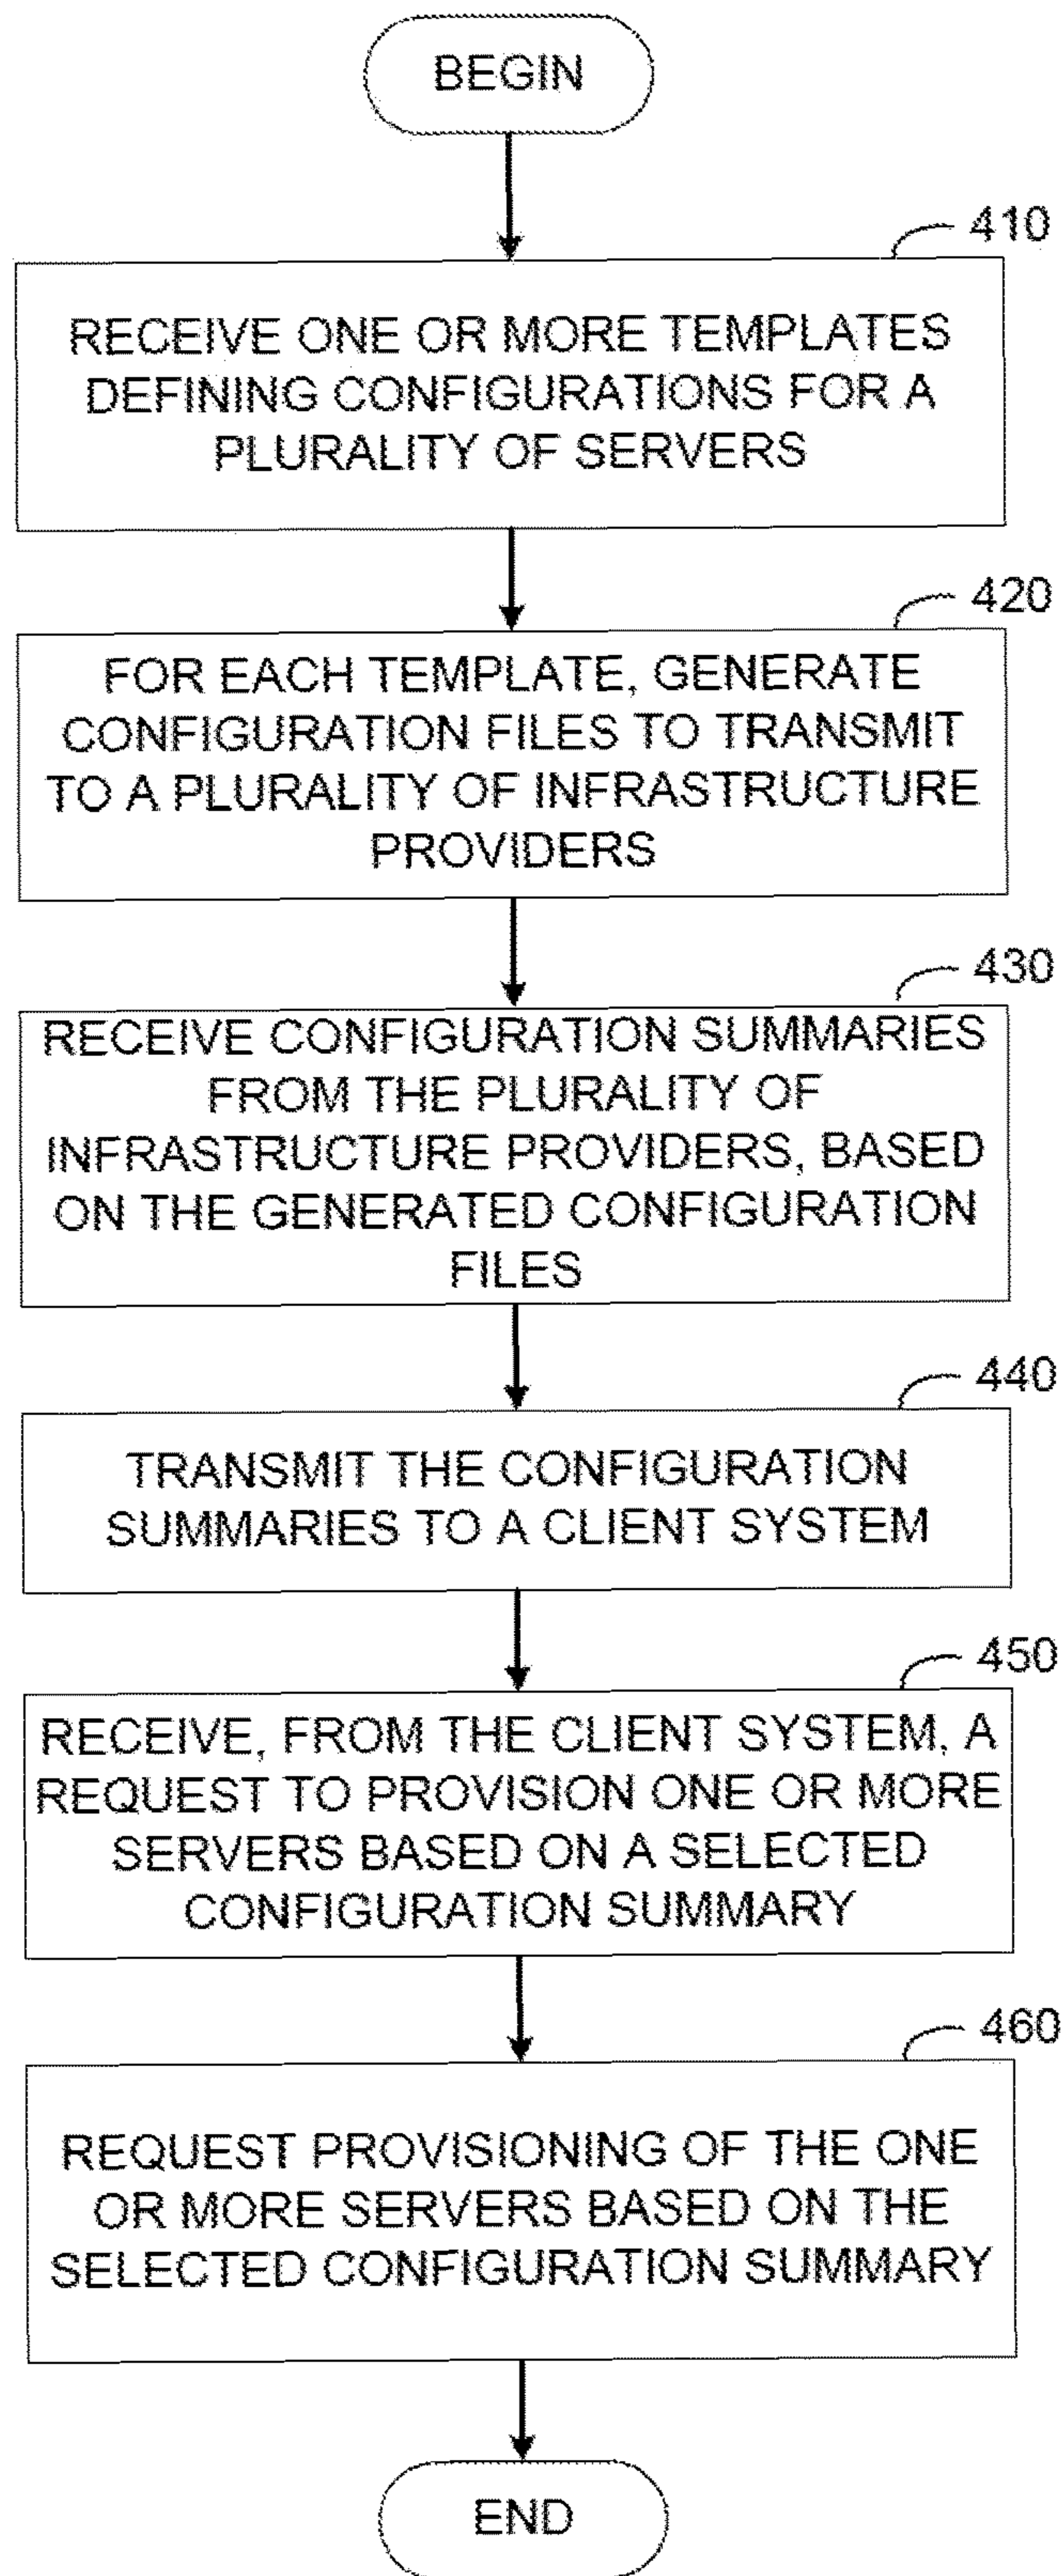 BEGIN
410
RECEIVE ONE OR MORE TEMPLATES
DEFINING CONFIGURATIONS FOR A
PLURALITY OF SERVERS
420
FOR EACH TEMPLATE, GENERATE
CONFIGURATION FILES TO TRANSMIT
TO A PLURALITY OF INFRASTRUCTURE
PROVIDERS
430
RECEIVE CONFIGURATION SUMMARIES
FROM THE PLURALITY OF
INFRASTRUCTURE PROVIDERS, BASED
ON THE GENERATED CONFIGURATION
FILES
440
TRANSMIT THE CONFIGURATION
SUMMARIES TO A CLIENT SYSTEM
450
RECEIVE, FROM THE CLIENT SYSTEM, A
REQUEST TO PROVISION ONE OR MORE
SERVERS BASED ON A SELECTED
CONFIGURATION SUMMARY
460
REQUEST PROVISIONING OF THE ONE
OR MORE SERVERS BASED ON THE
SELECTED CONFIGURATION SUMMARY
END